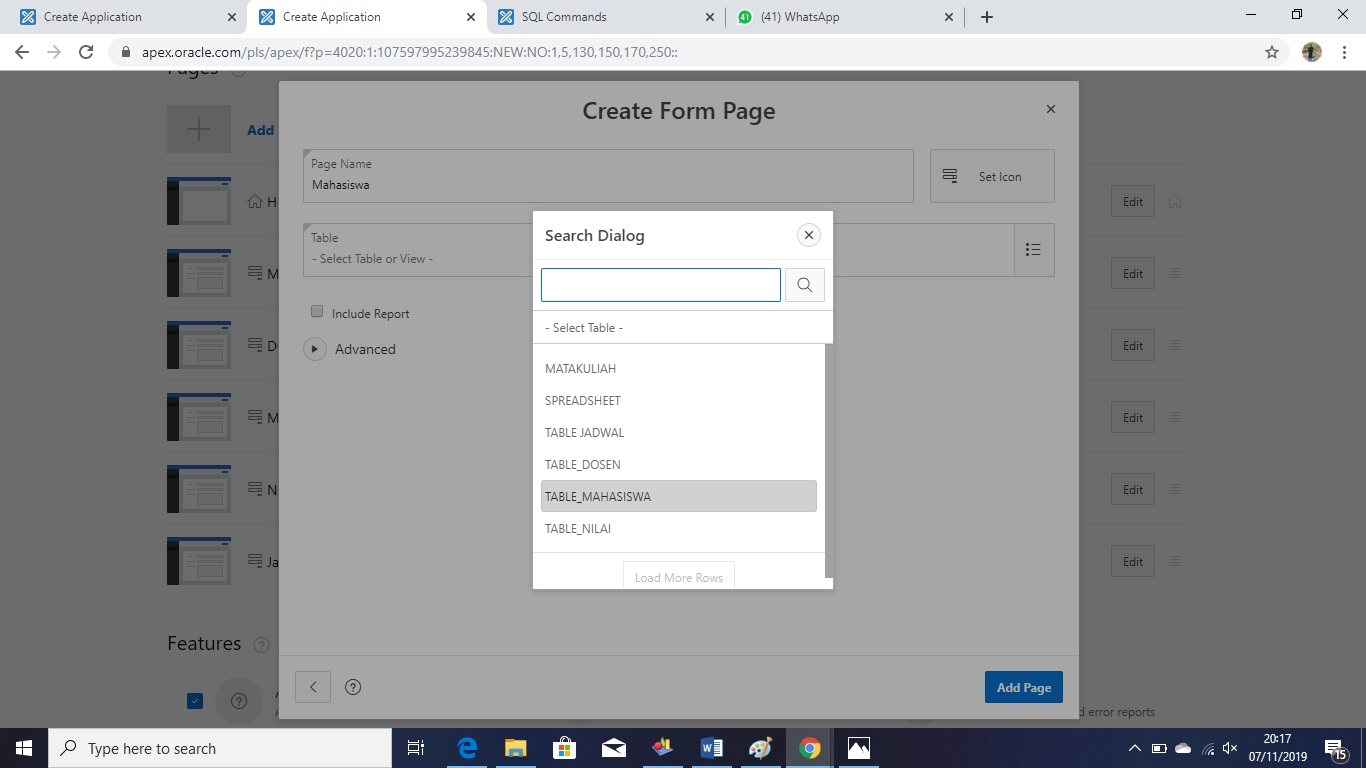 Create Application
Create Application
SQL Commands
(41) WhatsApp
apex.oracle.com/pls/apex/f?p=4020:1:107597995239845:NEW:NO:1,5,130,150,170,250::
Pages
Create Form Page
Add
Page Name
Mahasiswa
Set Icon
H
Edit
Table
- Select Table or View -
Search Dialog
M
Edit
Include Report
- Select Table -
Advanced
D
Edit
MATAKULIAH
SPREADSHEET
M
Edit
TABLE JADWAL
TABLE_DOSEN
N
Edit
TABLE_MAHASISWA
TABLE_NILAI
Ja
Edit
Load More Rows
Features
Add Page
d error reports
Type here to search
20:17
07/11/2019
15